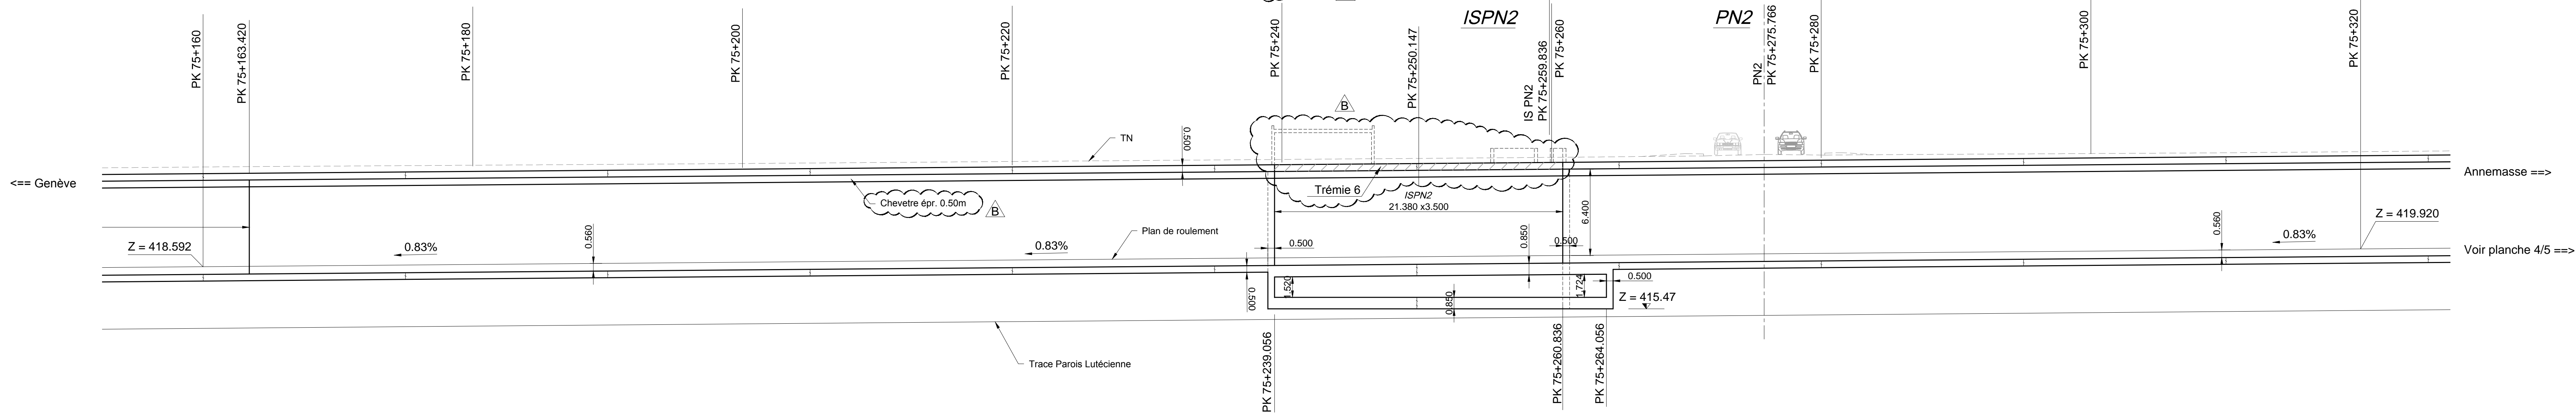 PK 75+160
PK 75+163.420
PK 75+180
PK 75+200
PK 75+220
PK 75+240
PK 75+250.147
ISPN2
IS PN2
PK 75+259.836
PK 75+260
PN2
PN2
PK 75+275.766
PK 75+280
PK 75+300
PK 75+320
B
TN
0.500
<== Genève
Annemasse ==>
Chevetre épr. 0.50m
B
Trémie 6
ISPN2
21.380 x3.500
6.400
Z = 418.592
0.83%
0.560
0.83%
Plan de roulement
0.500
0.850
0.500
0.560
0.83%
Z = 419.920
Voir planche 4/5 ==>
0.500
1.520
0.850
1.724
0.500
Z = 415.47
Trace Parois Lutécienne
PK 75+239.056
PK 75+260.836
PK 75+264.056